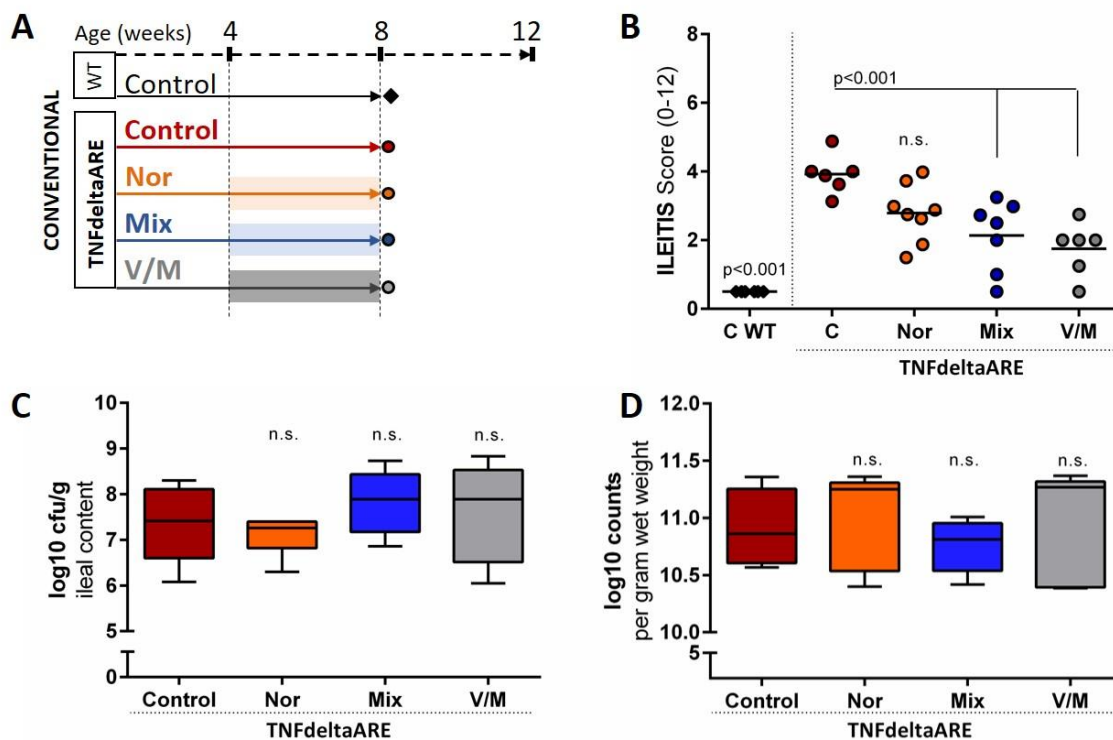 A
Age (weeks) 4 8 12
CONVENTIONAL
WT
Control
TNFdeltaARE
Control
Nor
Mix
V/M
B
ILEITIS Score (0-12)
8
6
4
2
0
p<0.001
p<0.001
n.s.
C WT C Nor Mix V/M
TNFdeltaARE
C
log10 cfu/g
ileal content
10
9
8
7
6
5
0
n.s. n.s. n.s.
Control Nor Mix V/M
TNFdeltaARE
D
log10 counts
per gram wet weight
12.0
11.5
11.0
10.5
10.0
5
n.s. n.s. n.s.
Control Nor Mix V/M
TNFdeltaARE